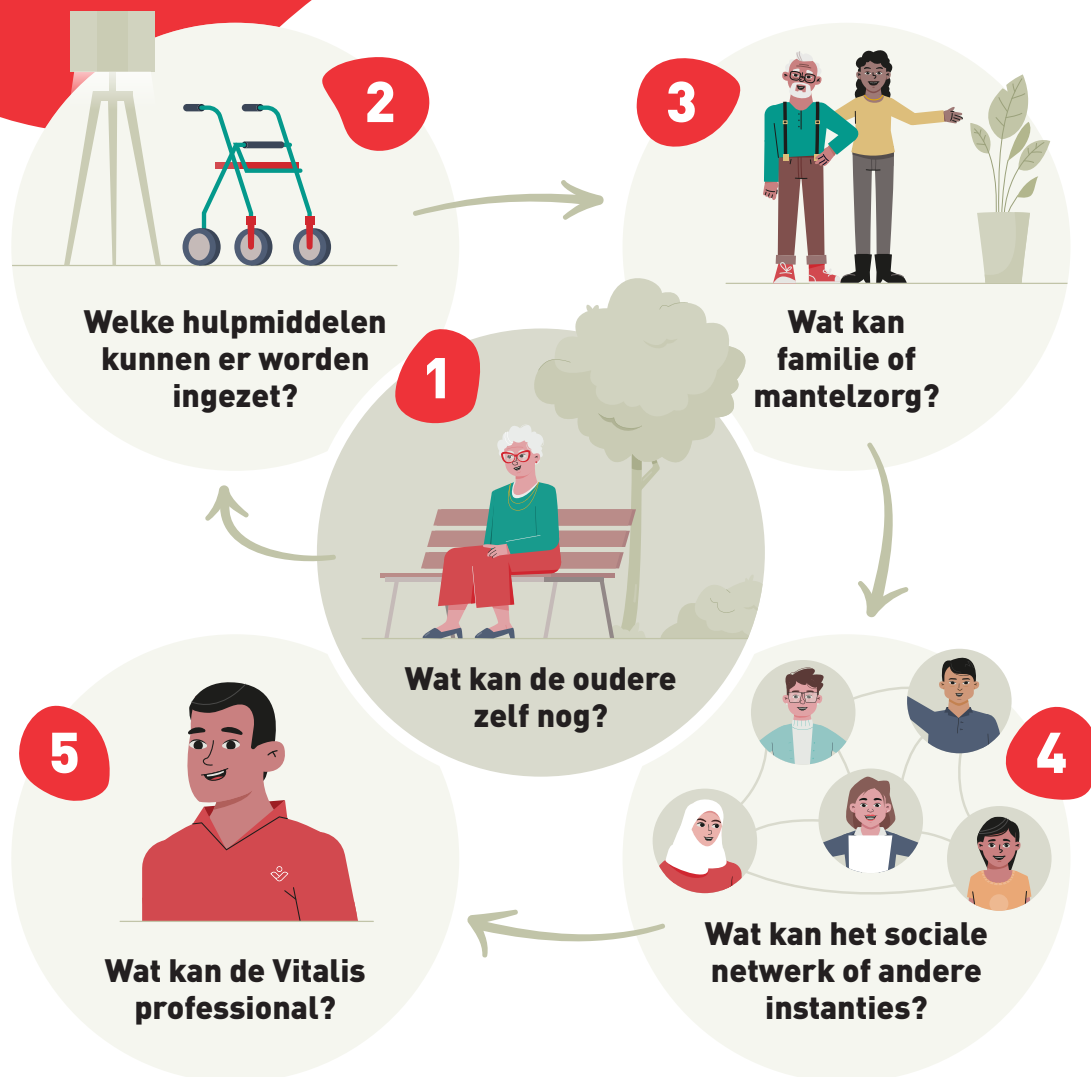 1
Wat kan de oudere
zelf nog?
2
Welke hulpmiddelen
kunnen er worden
ingezet?
3
Wat kan
familie of
mantelzorg?
4
Wat kan het sociale
netwerk of andere
instanties?
5
Wat kan de Vitalis
professional?